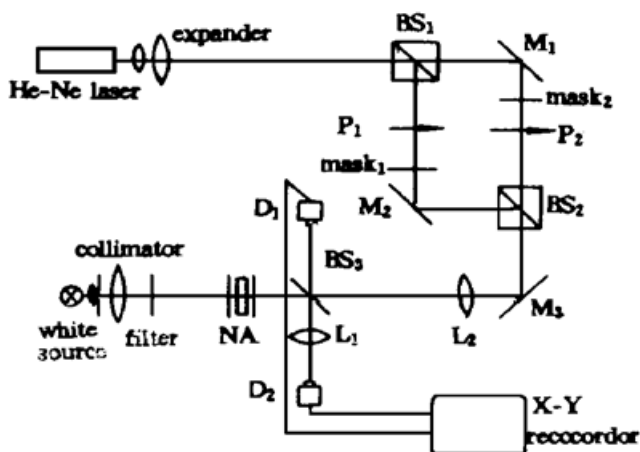 expander
BS1
M1
He-Ne laser
mask2
P1
P2
mask1
M2
BS2
D1
BS3
collimator
M3
white source
filter
NA
L1
L2
D2
X-Y
recccordor